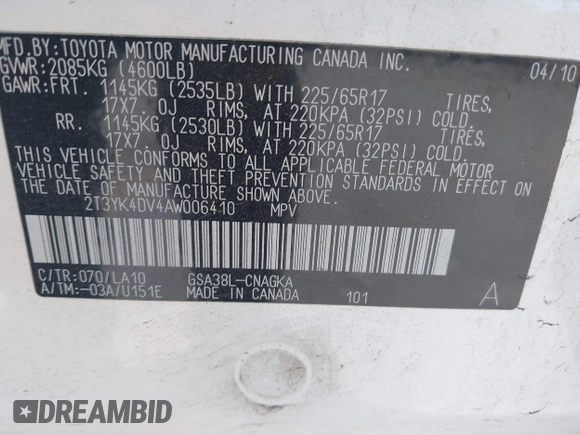 MFD.BY:TOYOTA MOTOR MANUFACTURING CANADA INC.
GVWR:2085KG (4600LB) 04/10
GAWR:FRT. 1145KG (2535LB) WITH 225/65R17 TIRES,
17X7.0J RIMS, AT 220KPA (32PSI) COLD.
RR. 1145KG (2530LB) WITH 225/65R17 TIRES,
17X7.0J RIMS, AT 220KPA (32PSI) COLD.
THIS VEHICLE CONFORMS TO ALL APPLICABLE FEDERAL MOTOR
VEHICLE SAFETY AND THEFT PREVENTION STANDARDS IN EFFECT ON
THE DATE OF MANUFACTURE SHOWN ABOVE.
2T3YK4DV4AW006410 MPV
C/TR:070/LA10 GSA38L-CNAGKA
A/TM:-03A/U151E MADE IN CANADA 101 A
DREAMBID